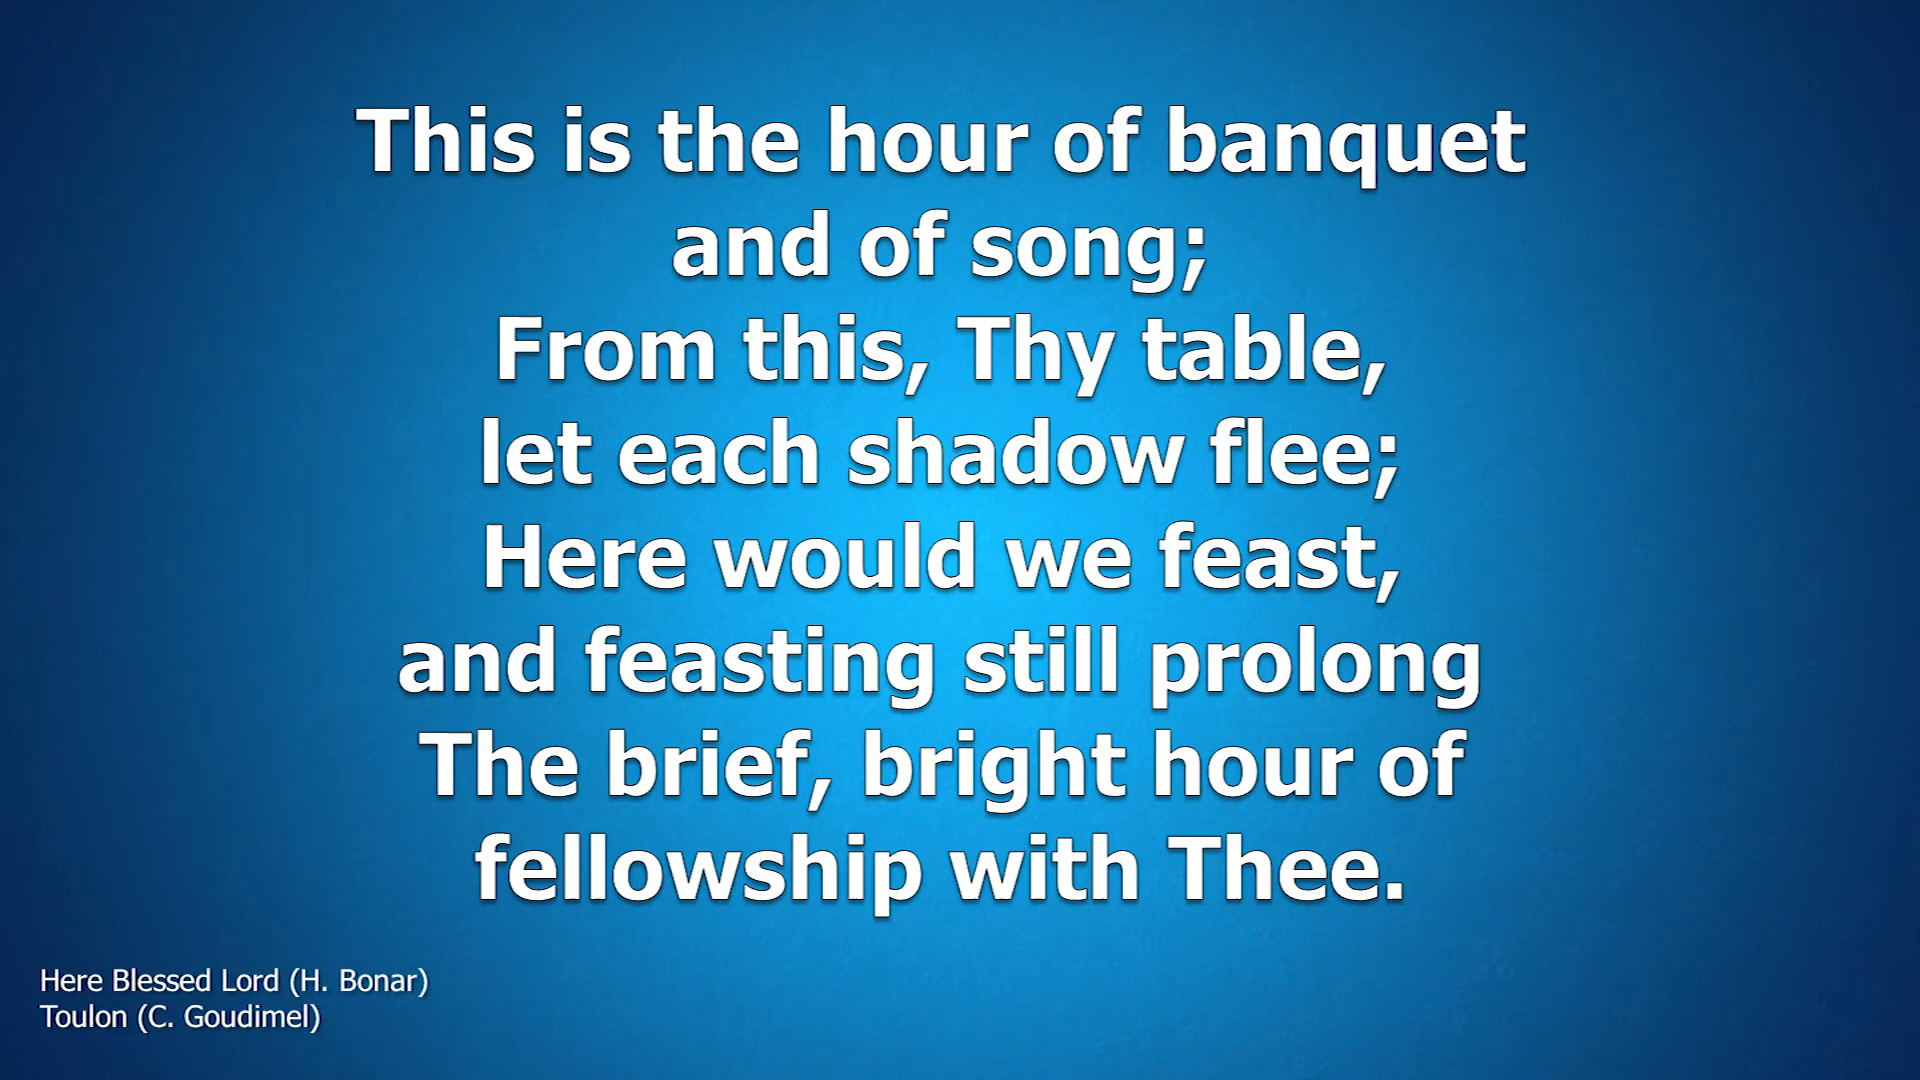 This is the hour of banquet
and of song;
From this, Thy table,
let each shadow flee;
Here would we feast,
and feasting still prolong
The brief, bright hour of
fellowship with Thee.
Here Blessed Lord (H. Bonar)
Toulon (C. Goudimel)